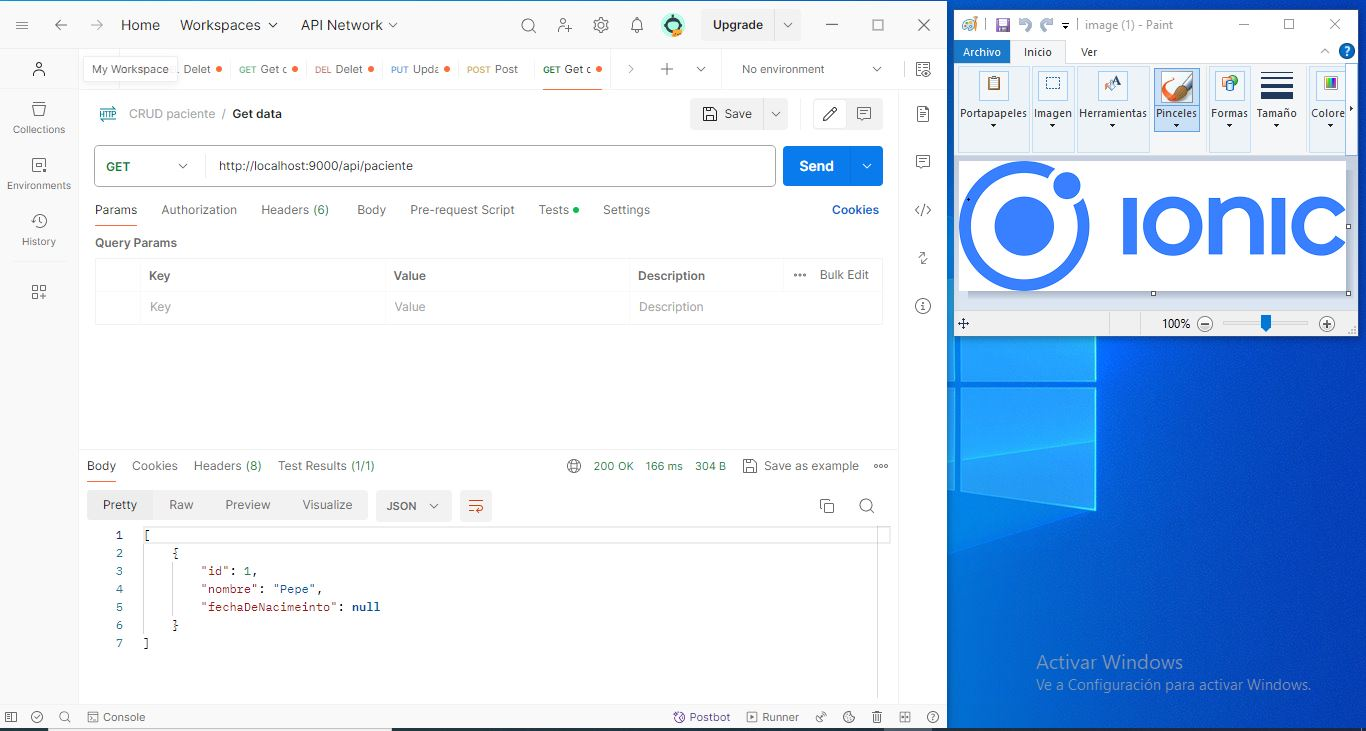 Home Workspaces API Network Upgrade
My Workspace Delet GET Get c DEL Delet PUT Upda POST Post GET Get c No environment
CRUD paciente / Get data Save
Collections
GET http://localhost:9000/api/paciente Send
Environments
Params Authorization Headers (6) Body Pre-request Script Tests Settings Cookies
History
Query Params
Key Value Description Bulk Edit
Key Value Description
Body Cookies Headers (8) Test Results (1/1) 200 OK 166 ms 304 B Save as example
Pretty Raw Preview Visualize JSON
1 [
2 {
3 "id": 1,
4 "nombre": "Pepe",
5 "fechaDeNacimeinto": null
6 }
7 ]
Console Postbot Runner
image (1) - Paint
Archivo Inicio Ver
Portapapeles Imagen Herramientas Pinceles Formas Tamaño Colore
ionic
100%
Activar Windows
Ve a Configuración para activar Windows.